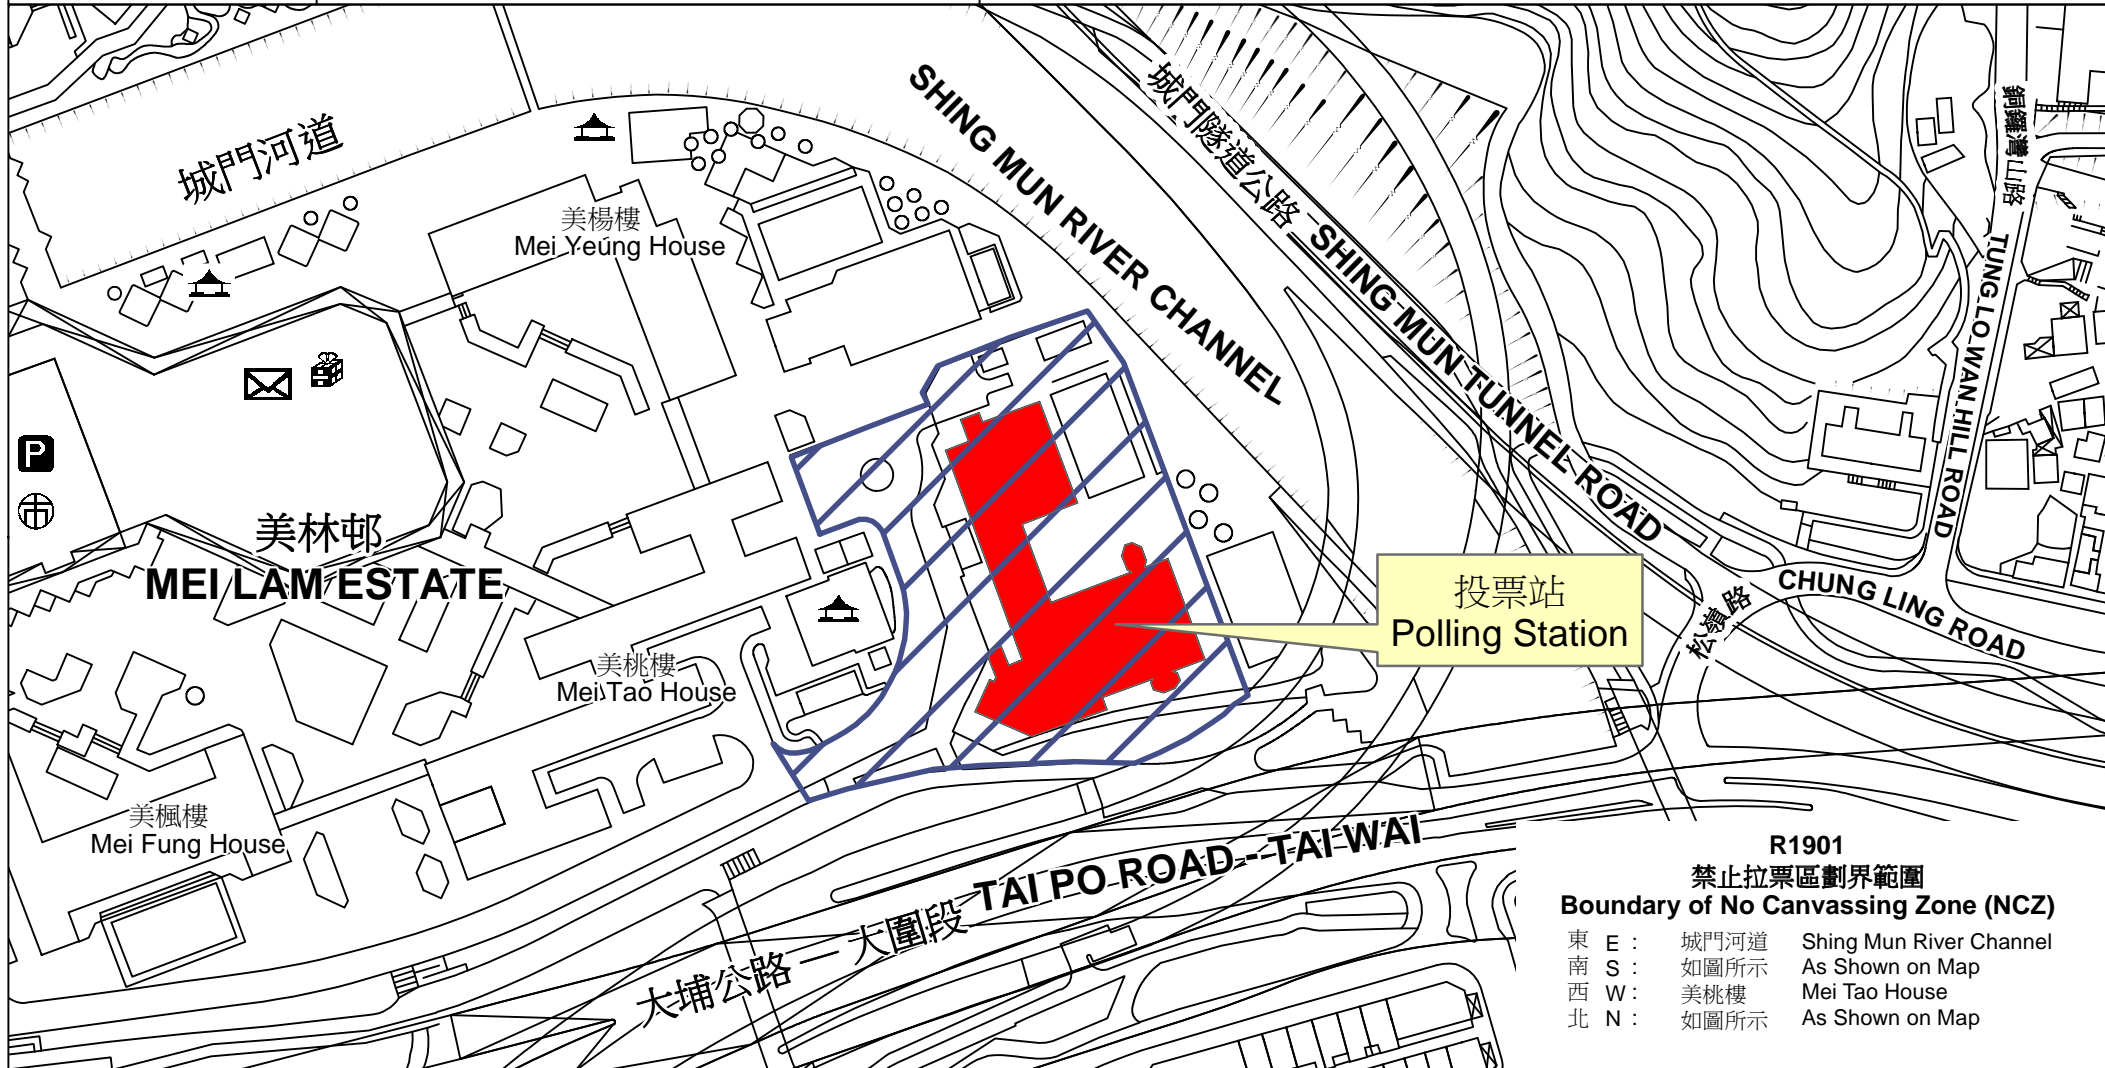 城門河道
SHING MUN RIVER CHANNEL
城門隧道公路
SHING MUN TUNNEL ROAD
銅鑼灣山路
TUNG LO WAN HILL ROAD
美楊樓
Mei Yeung House
P
市
美林邨
MEI LAM ESTATE
投票站
Polling Station
松嶺路
CHUNG LING ROAD
美桃樓
Mei Tao House
美楓樓
Mei Fung House
大埔公路 － 大圍段
TAI PO ROAD - TAI WAI
R1901
禁止拉票區劃界範圍
Boundary of No Canvassing Zone (NCZ)
東 E : 城門河道 Shing Mun River Channel
南 S : 如圖所示 As Shown on Map
西 W : 美桃樓 Mei Tao House
北 N : 如圖所示 As Shown on Map